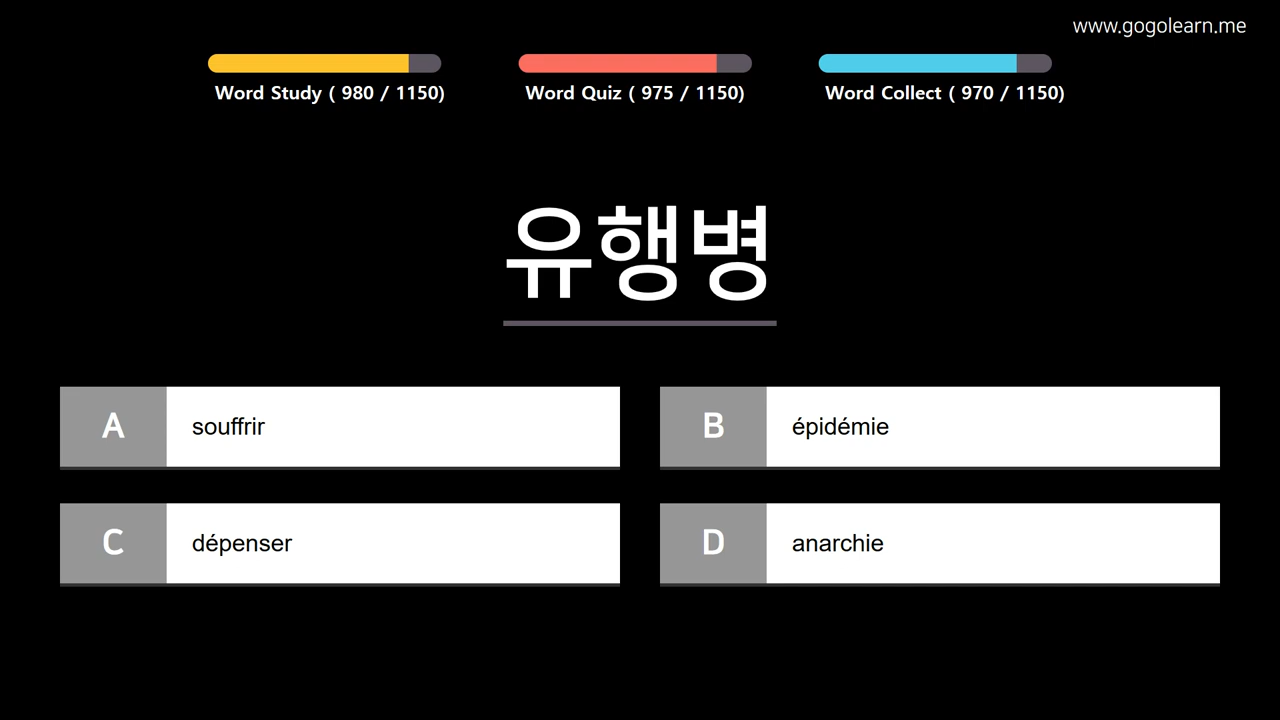 www.gogolearn.me
Word Study ( 980 / 1150)
Word Quiz ( 975 / 1150)
Word Collect ( 970 / 1150)
유행병
A souffrir
B épidémie
C dépenser
D anarchie